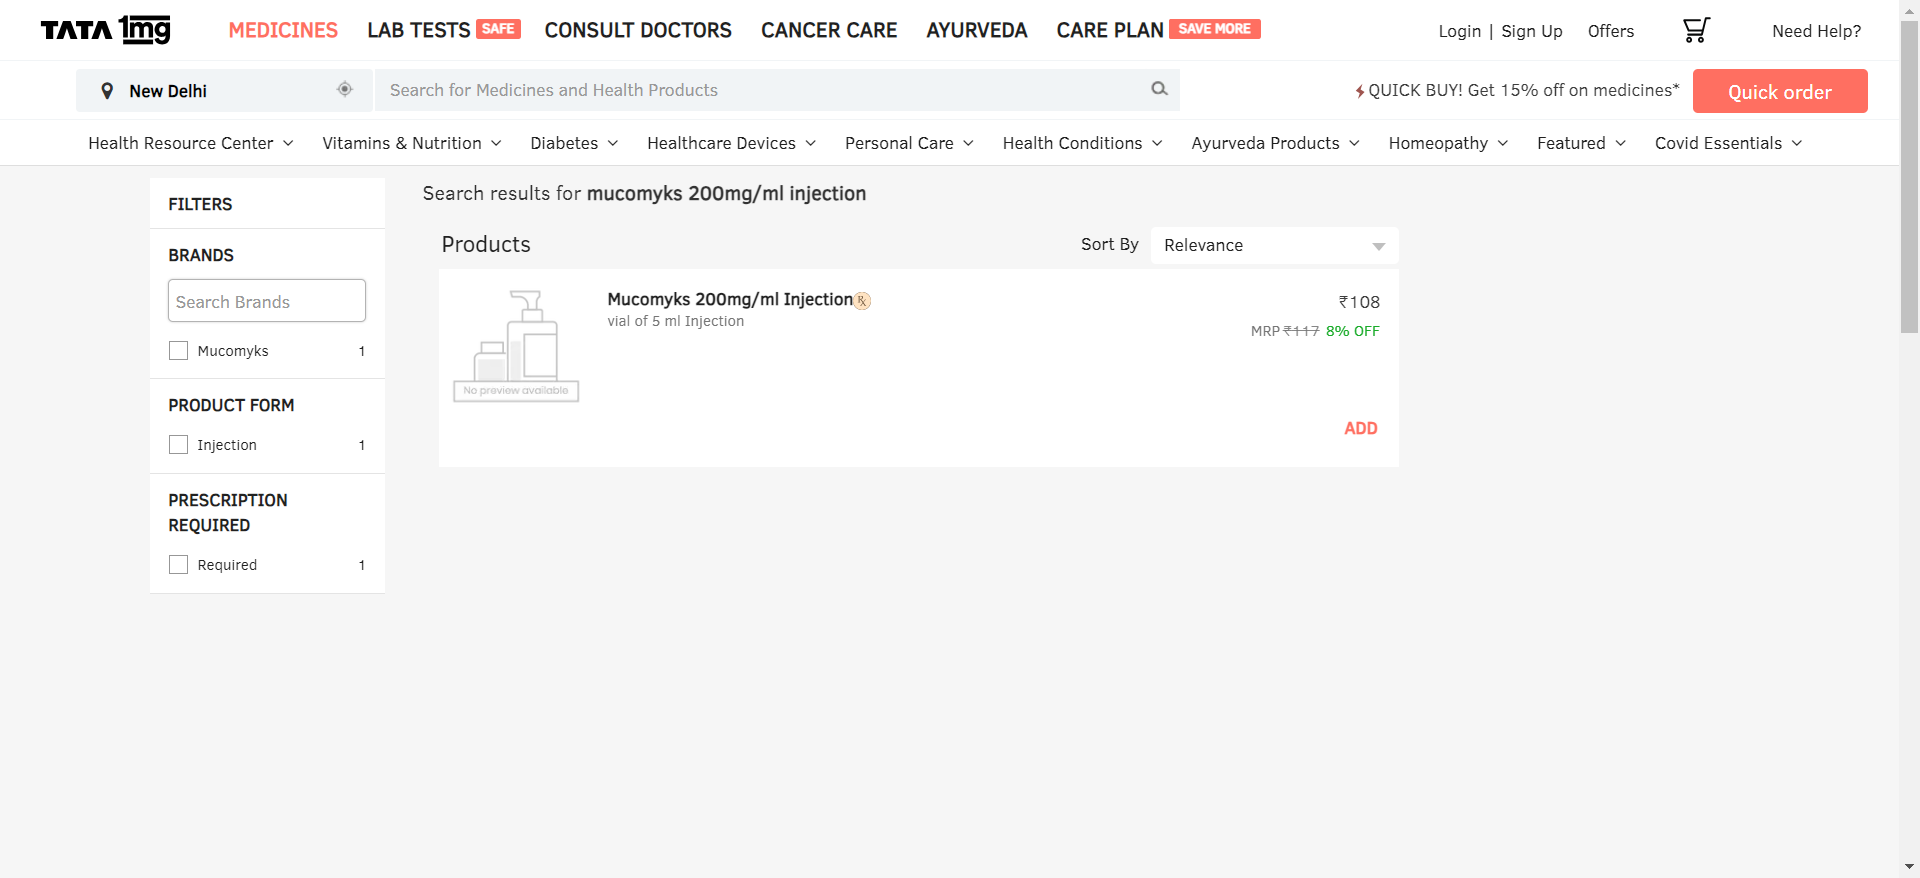 TATA 1mg MEDICINES LAB TESTS SAFE CONSULT DOCTORS CANCER CARE AYURVEDA CARE PLAN SAVE MORE Login | Sign Up Offers Need Help?
New Delhi Search for Medicines and Health Products QUICK BUY! Get 15% off on medicines* Quick order
Health Resource Center Vitamins & Nutrition Diabetes Healthcare Devices Personal Care Health Conditions Ayurveda Products Homeopathy Featured Covid Essentials
FILTERS
BRANDS
Search Brands
Mucomyks 1
PRODUCT FORM
Injection 1
PRESCRIPTION
REQUIRED
Required 1
Search results for mucomyks 200mg/ml injection
Products Sort By Relevance
Mucomyks 200mg/ml Injection ℞ ₹108
vial of 5 ml Injection MRP ₹117 8% OFF
No preview available
ADD